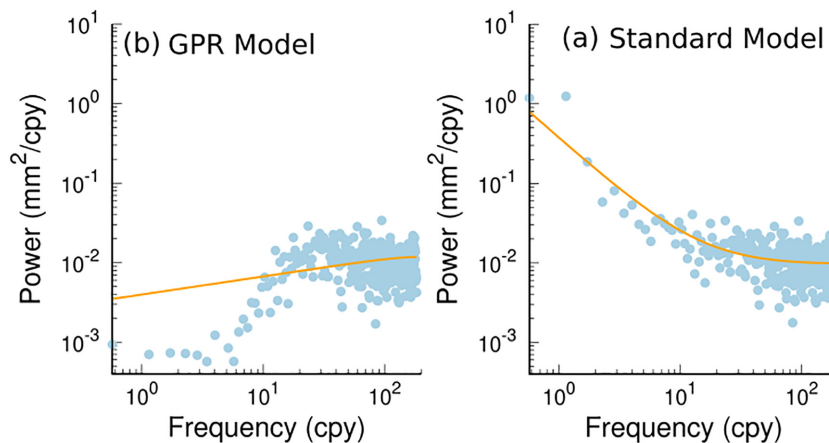 (b) GPR Model
Power (mm²/cpy)
10¹
10⁰
10⁻¹
10⁻²
10⁻³
10⁰ 10¹ 10²
Frequency (cpy)
(a) Standard Model
Power (mm²/cpy)
10¹
10⁰
10⁻¹
10⁻²
10⁻³
10⁰ 10¹ 10²
Frequency (cpy)